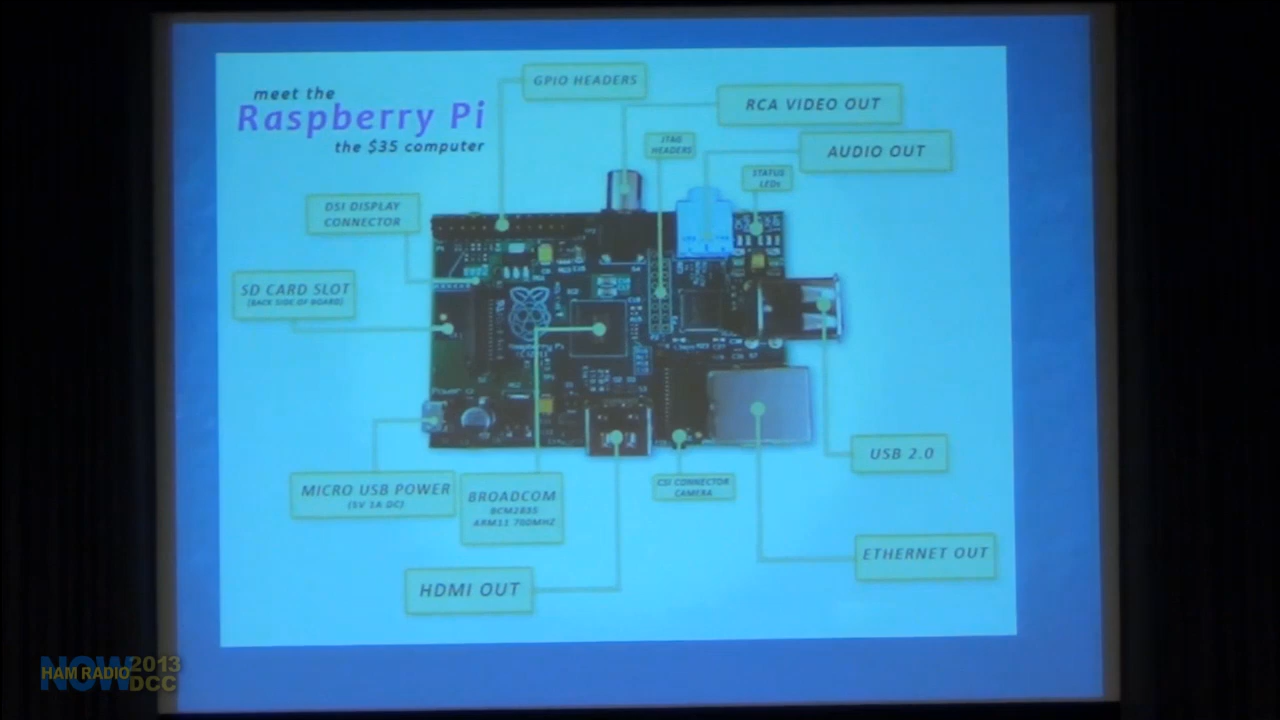 meet the
Raspberry Pi
the $35 computer
GPIO HEADERS
RCA VIDEO OUT
JTAG
HEADERS
AUDIO OUT
STATUS
LEDs
DSI DISPLAY
CONNECTOR
SD CARD SLOT
(BACK SIDE OF BOARD)
MICRO USB POWER
(5V 1A DC)
BROADCOM
BCM2835
ARM11 700MHZ
CSI CONNECTOR
CAMERA
USB 2.0
HDMI OUT
ETHERNET OUT
Power
HAM RADIO
NOW
2013
DCC